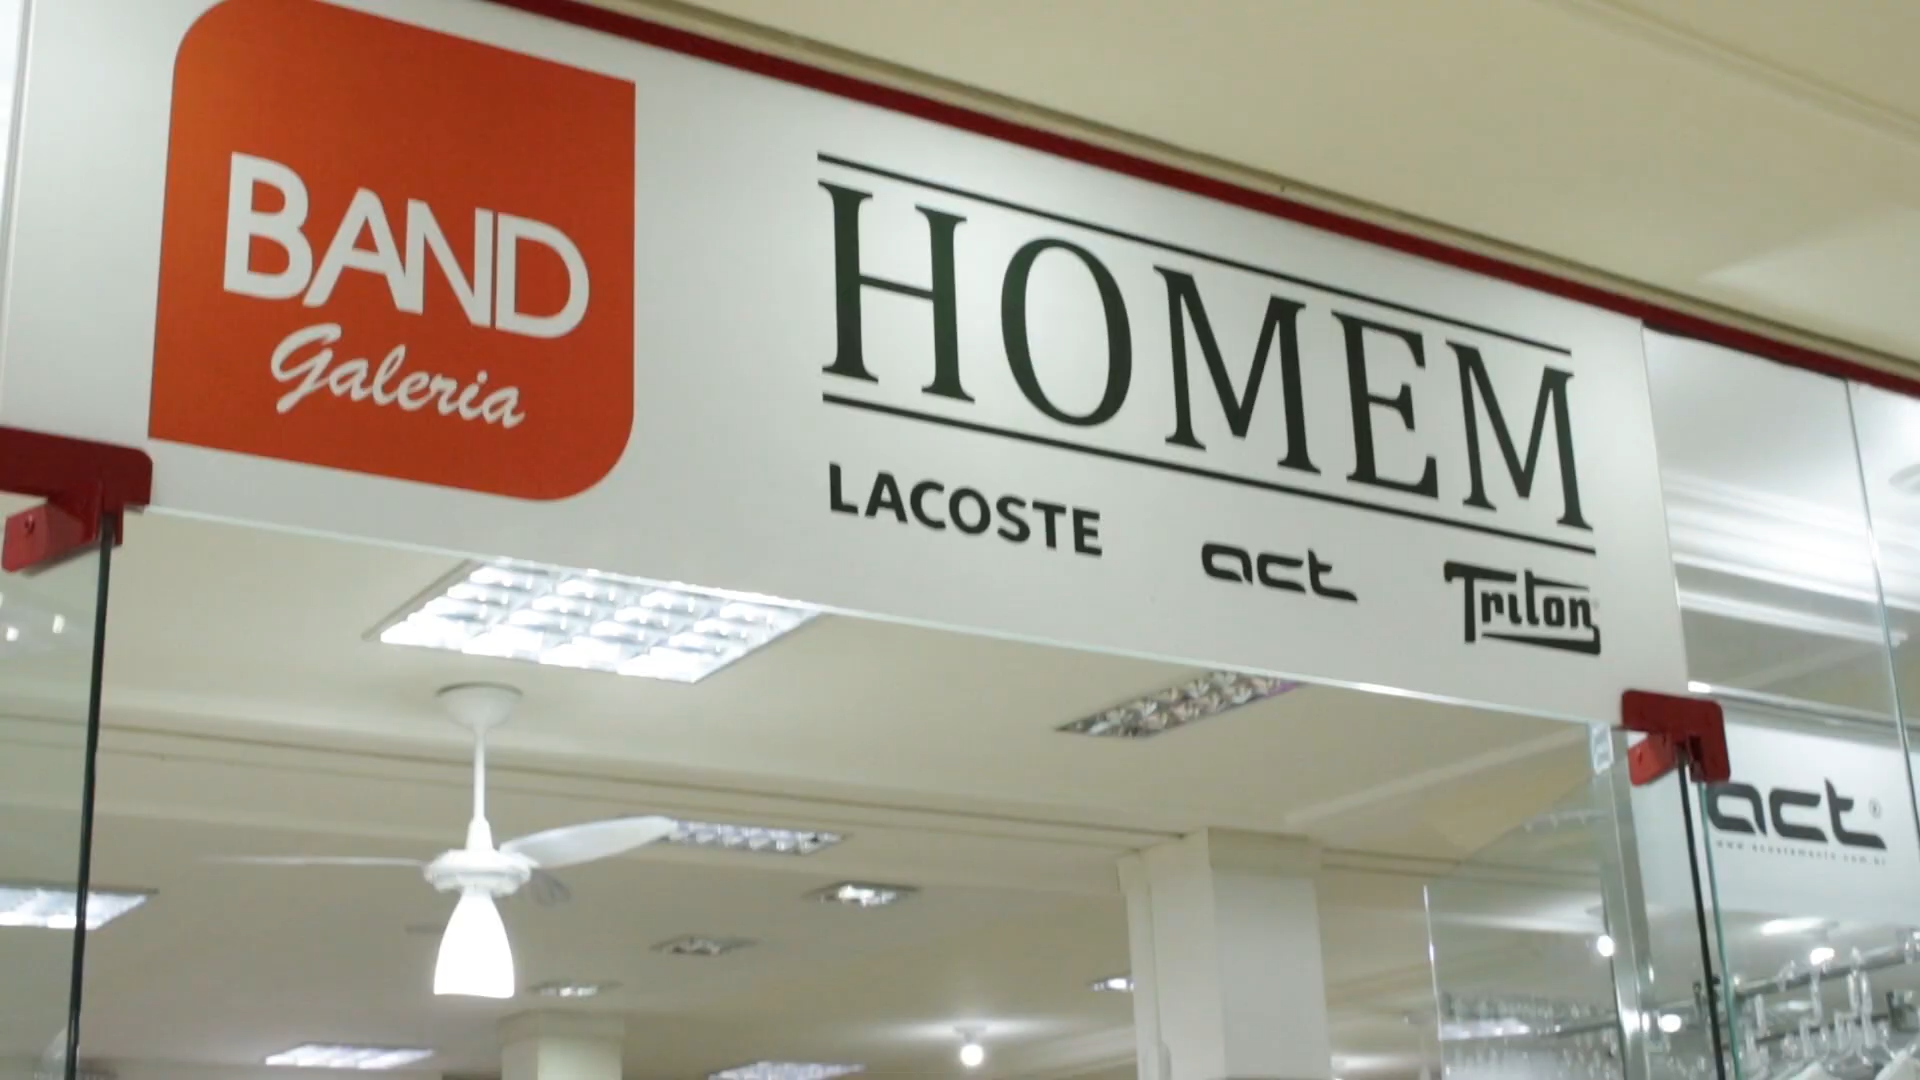 BAND
Galeria
HOMEM
LACOSTE
act
Triton
act